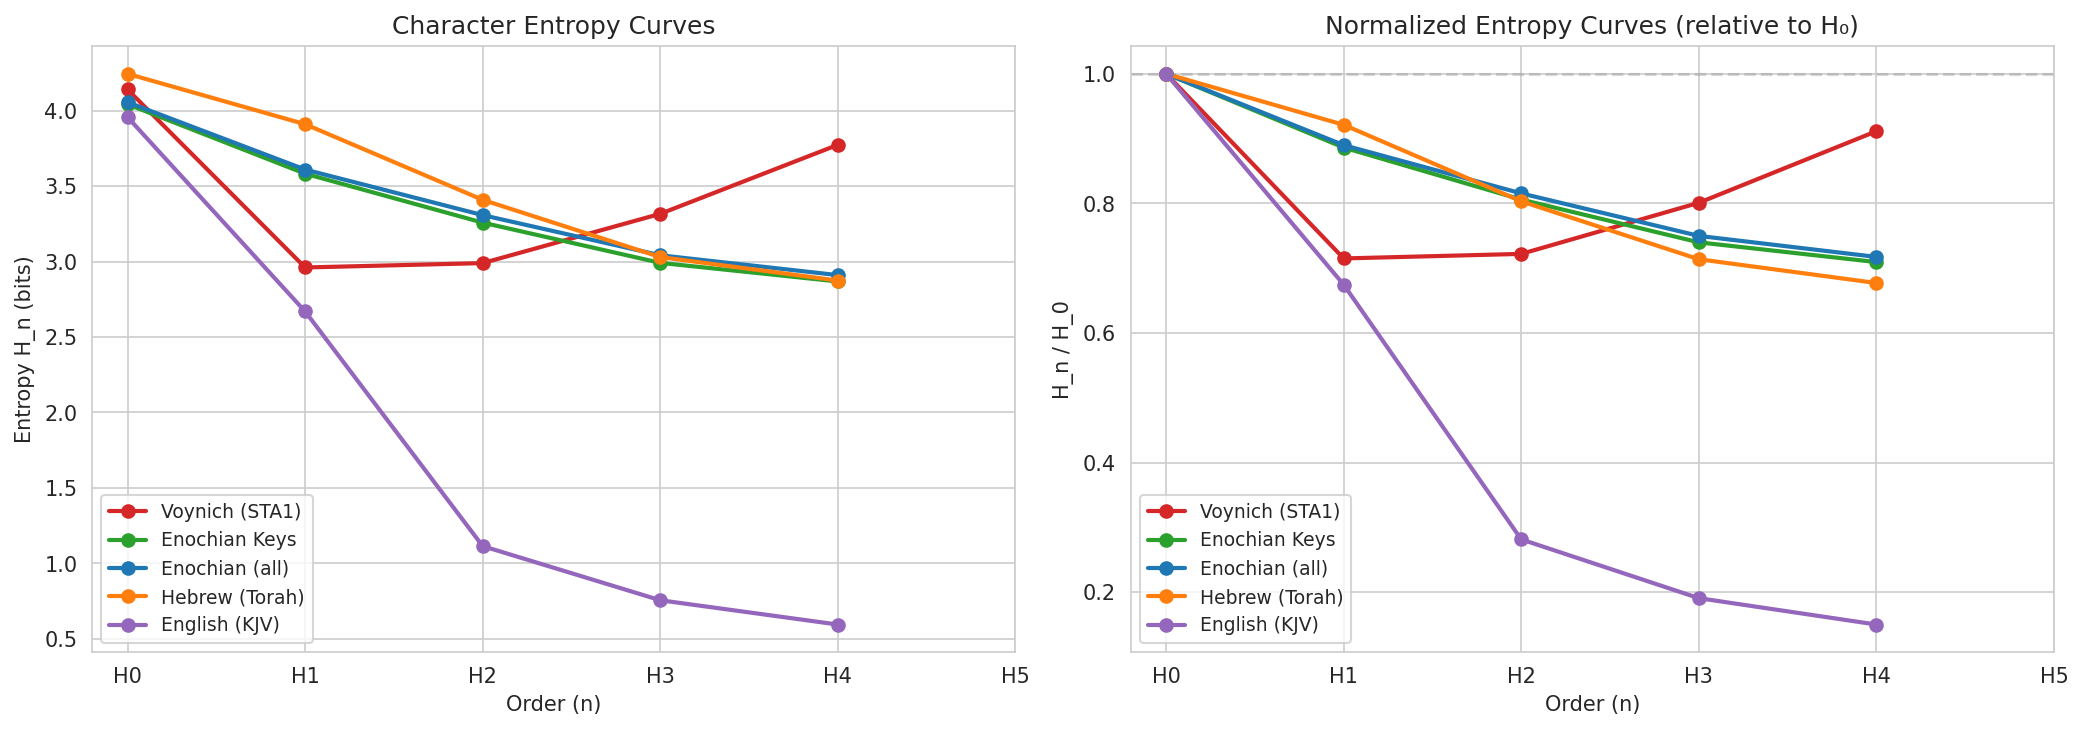 Character Entropy Curves
Entropy H_n (bits)
4.0
3.5
3.0
2.5
2.0
1.5
1.0
0.5
Voynich (STA1)
Enochian Keys
Enochian (all)
Hebrew (Torah)
English (KJV)
H0 H1 H2 H3 H4 H5
Order (n)
Normalized Entropy Curves (relative to H₀)
H_n / H_0
1.0
0.8
0.6
0.4
0.2
Voynich (STA1)
Enochian Keys
Enochian (all)
Hebrew (Torah)
English (KJV)
H0 H1 H2 H3 H4 H5
Order (n)